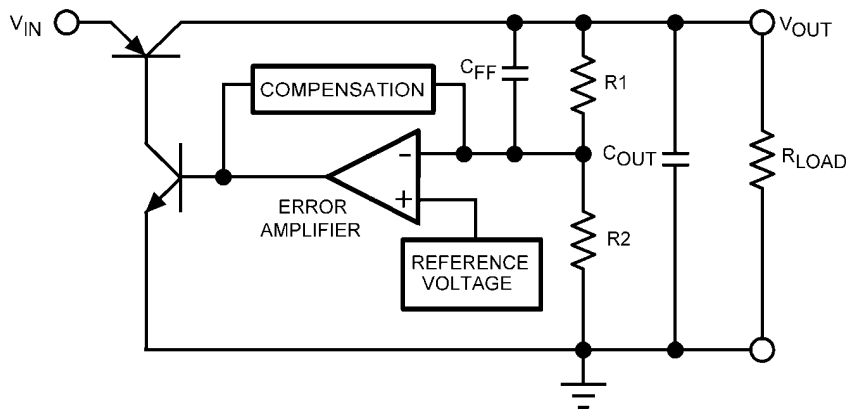 VIN
VOUT
CFF
R1
COMPENSATION
-
COUT
RLOAD
+
ERROR
AMPLIFIER
R2
REFERENCE
VOLTAGE